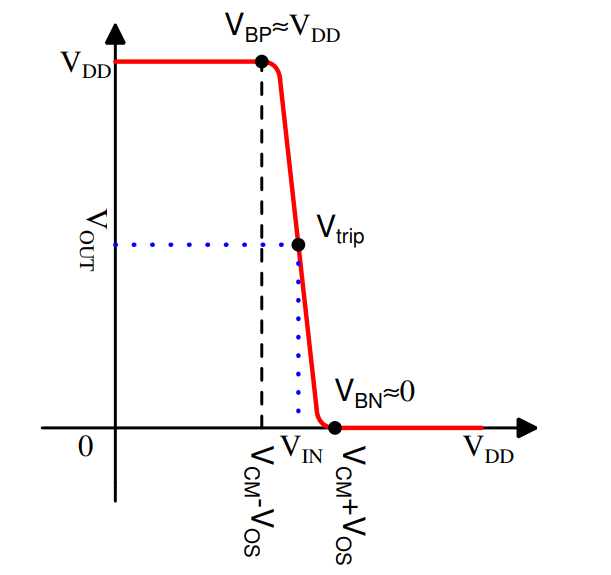 V_BP≈V_DD
V_DD
V_OUT
V_trip
V_BN≈0
0
V_IN
V_DD
V_CM-V_OS
V_CM+V_OS